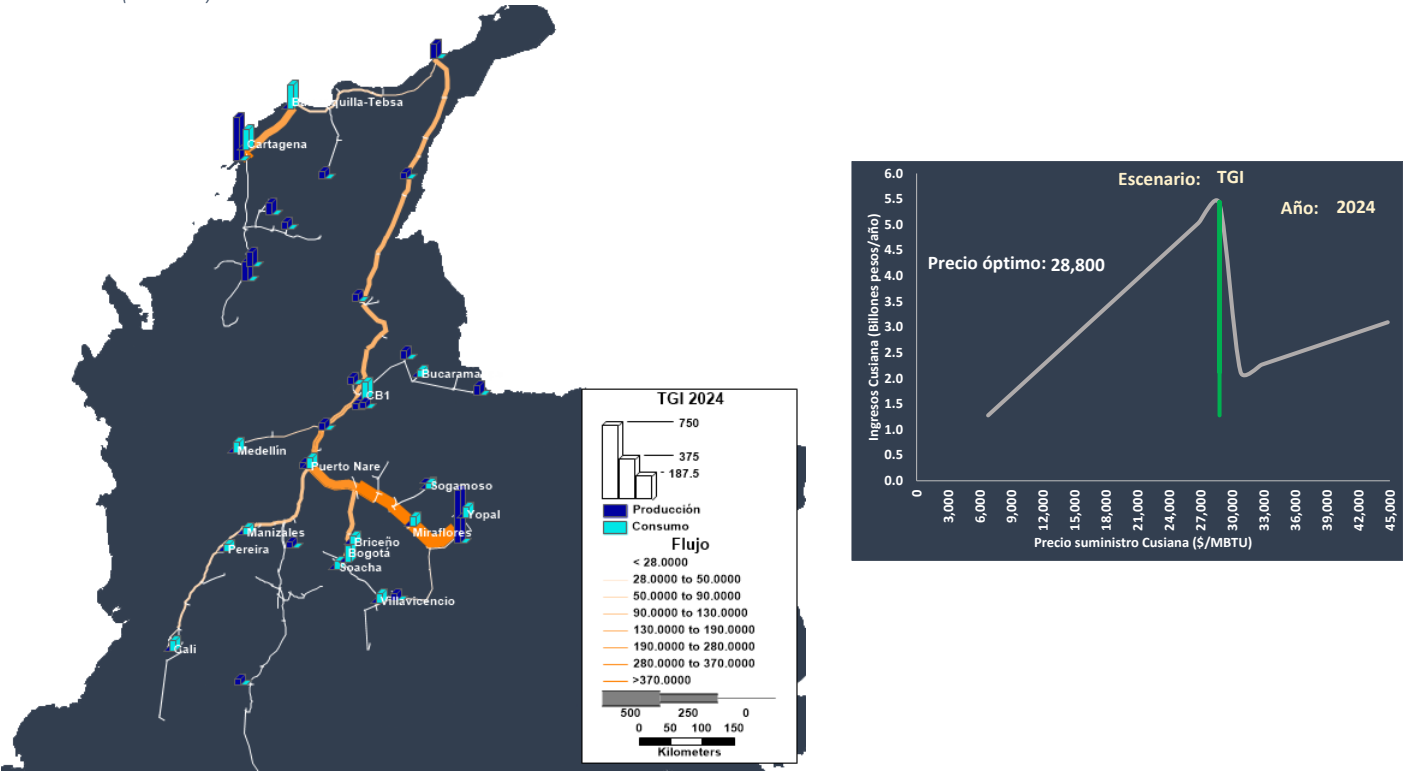 Barranquilla-Tebsa
Cartagena
Bucarama
CB1
Medellín
Puerto Nare
Sogamoso
Yopal
Miraflores
Manizales
Pereira
Briceño
Bogotá
Soacha
Villavicencio
Cali
TGI 2024
750
375
187.5
Producción
Consumo
Flujo
< 28.0000
28.0000 to 50.0000
50.0000 to 90.0000
90.0000 to 130.0000
130.0000 to 190.0000
190.0000 to 280.0000
280.0000 to 370.0000
>370.0000
500 250 0
0 50 100 150
Kilometers
Escenario: TGI
Año: 2024
Precio óptimo: 28,800
Ingresos Cusiana (Billones pesos/año)
6.0
5.5
5.0
4.5
4.0
3.5
3.0
2.5
2.0
1.5
1.0
0.5
0.0
0 3,000 6,000 9,000 12,000 15,000 18,000 21,000 24,000 27,000 30,000 33,000 36,000 39,000 42,000 45,000
Precio suministro Cusiana ($/MBTU)